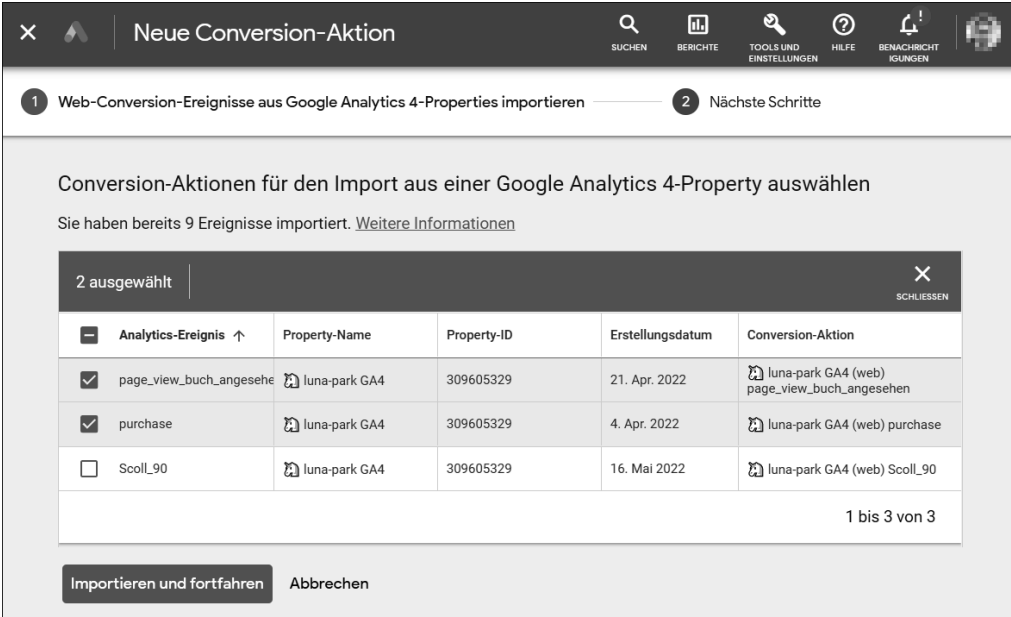 Neue Conversion-Aktion
SUCHEN
BERICHTE
TOOLS UND
EINSTELLUNGEN
HILFE
!
BENACHRICHT
IGUNGEN
1 Web-Conversion-Ereignisse aus Google Analytics 4-Properties importieren
2 Nächste Schritte
Conversion-Aktionen für den Import aus einer Google Analytics 4-Property auswählen
Sie haben bereits 9 Ereignisse importiert. Weitere Informationen
2 ausgewählt
SCHLIESSEN
Analytics-Ereignis ↑ Property-Name Property-ID Erstellungsdatum Conversion-Aktion
page_view_buch_angesehe luna-park GA4 309605329 21. Apr. 2022 luna-park GA4 (web)
page_view_buch_angesehen
purchase luna-park GA4 309605329 4. Apr. 2022 luna-park GA4 (web) purchase
Scoll_90 luna-park GA4 309605329 16. Mai 2022 luna-park GA4 (web) Scoll_90
1 bis 3 von 3
Importieren und fortfahren Abbrechen